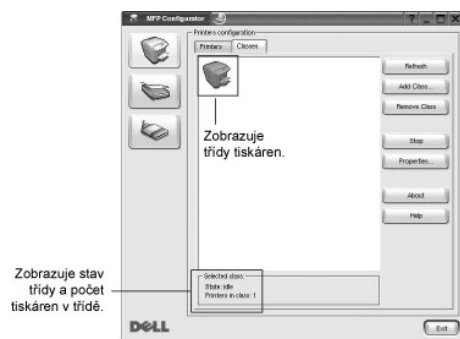 MFP Configurator
Printers configuration
Printers
Classes
Refresh
Add Class...
Remove Class
Zobrazuje
třídy tiskáren.
Stop
Properties...
About
Help
Selected class:
State: idle
Printers in class: 1
Zobrazuje stav
třídy a počet
tiskáren v třídě.
DELL
Exit